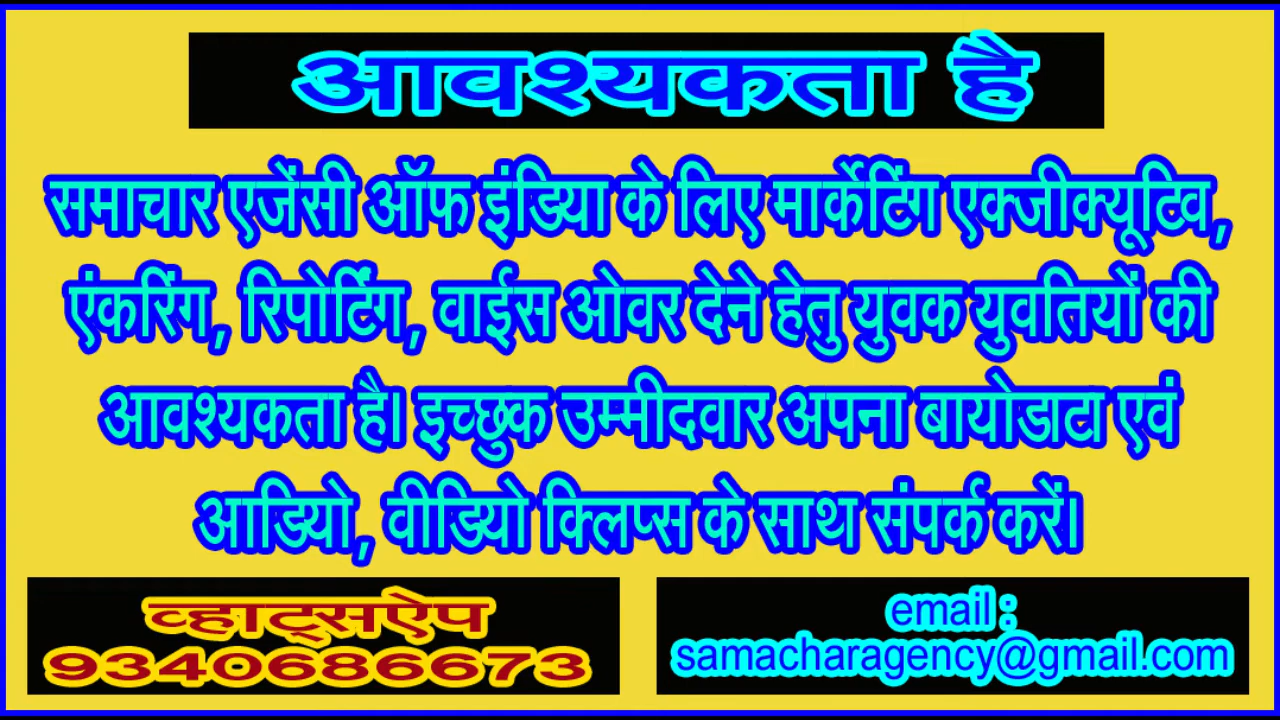 आवश्यकता है
समाचार एजेंसी ऑफ इंडिया के लिए मार्केटिंग एक्जीक्यूटिव,
एंकरिंग, रिपोर्टिंग, वाईस ओवर देने हेतु युवक युवतियों की
आवश्यकता है। इच्छुक उम्मीदवार अपना बायोडाटा एवं
आडियो, वीडियो क्लिप्स के साथ संपर्क करें।
व्हाट्सऐप
9340686673
email :
samacharagency@gmail.com